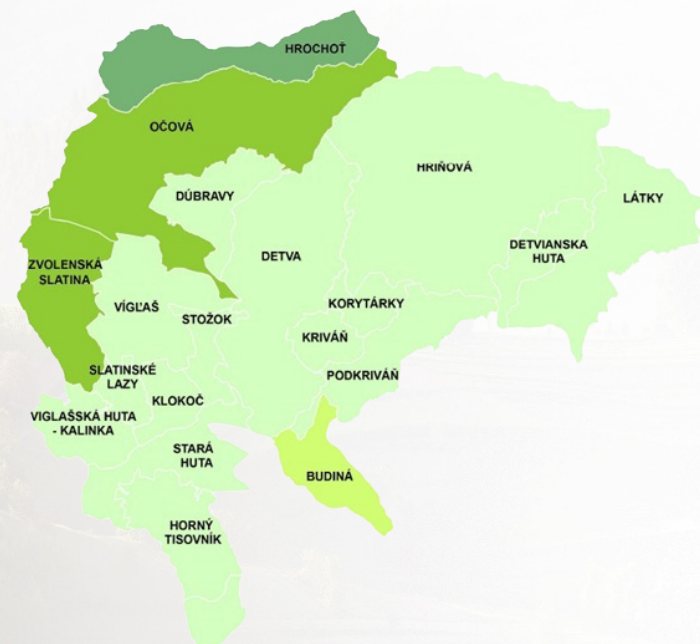 HROCHOŤ
OČOVÁ
HRIŇOVÁ
DÚBRAVY
LÁTKY
DETVA
DETVIANSKA
HUTA
ZVOLENSKÁ
SLATINA
VÍGĽAŠ
STOŽOK
KORYTÁRKY
KRIVÁŇ
SLATINSKÉ
LAZY
PODKRIVÁŇ
KLOKOČ
VIGLAŠSKÁ HUTA
- KALINKA
STARÁ
HUTA
BUDINÁ
HORNÝ
TISOVNÍK